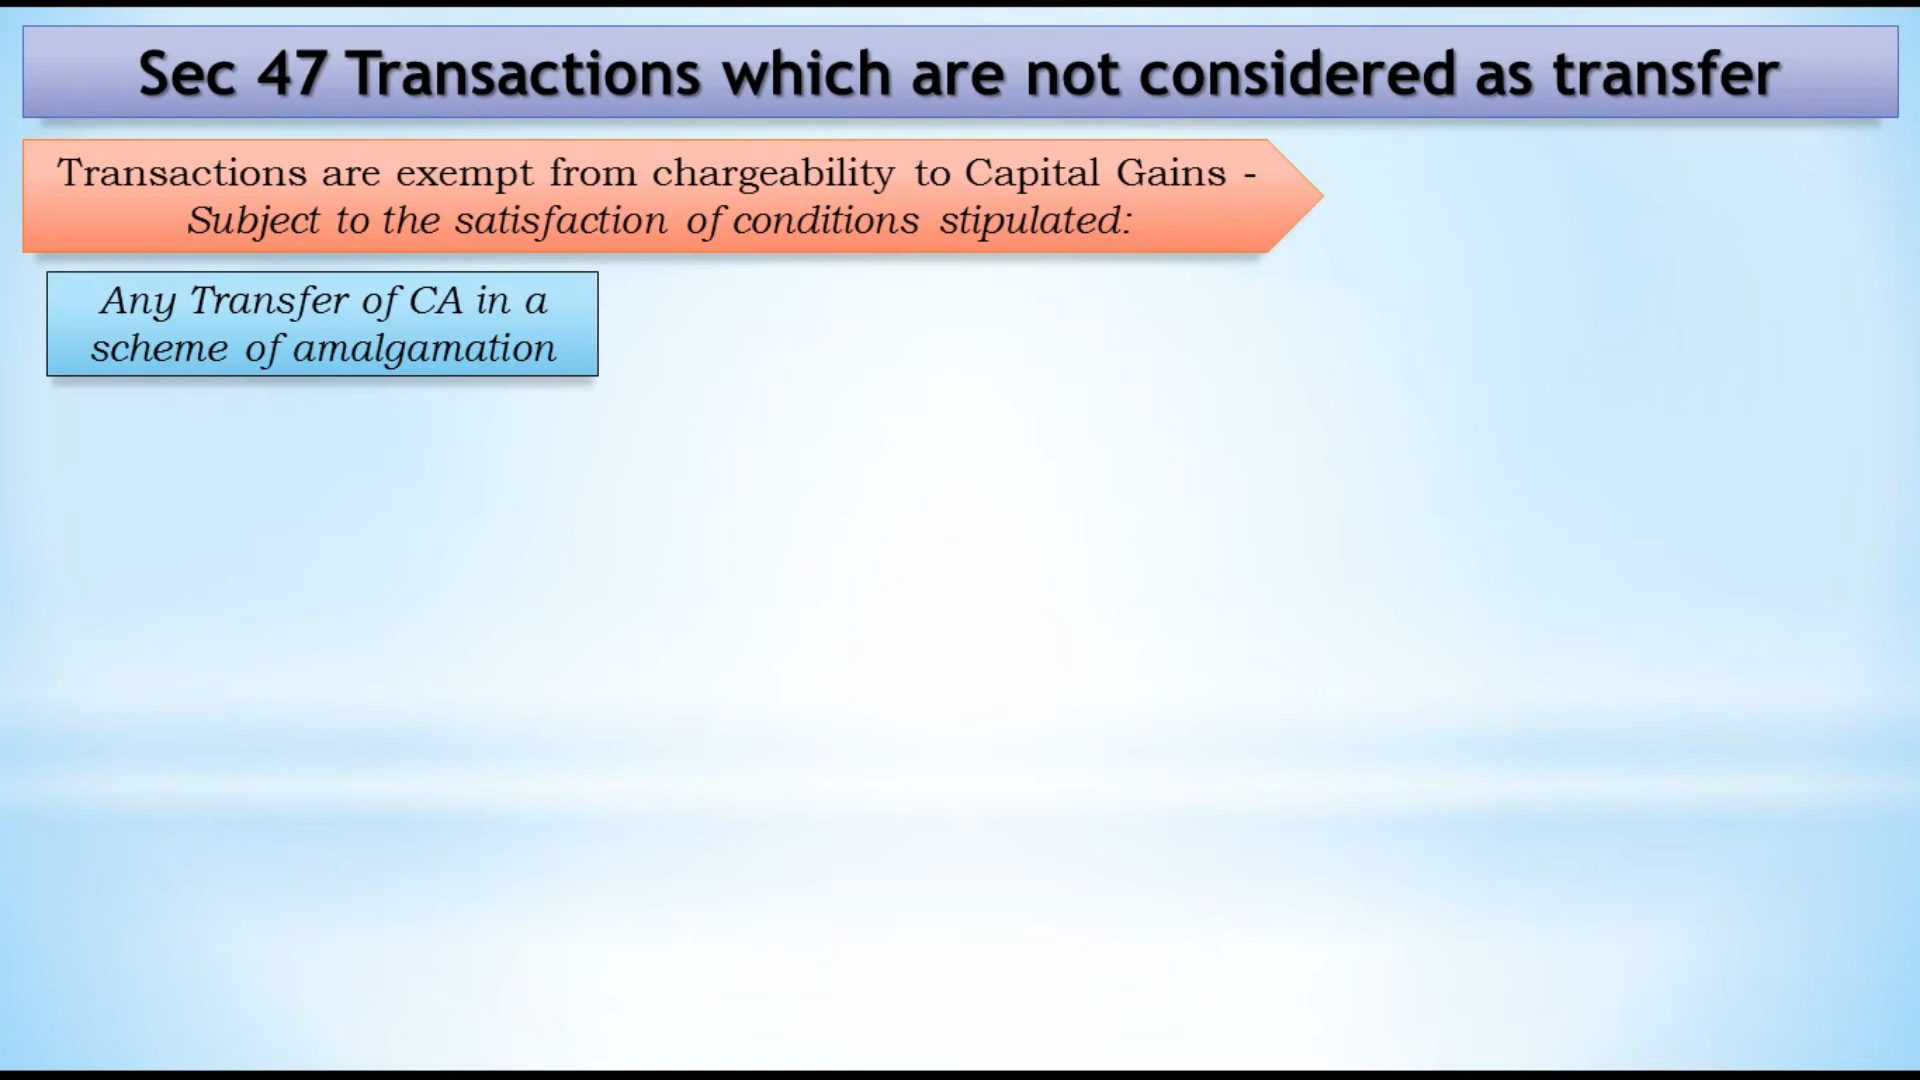 Sec 47 Transactions which are not considered as transfer
Transactions are exempt from chargeability to Capital Gains -
Subject to the satisfaction of conditions stipulated:
Any Transfer of CA in a
scheme of amalgamation